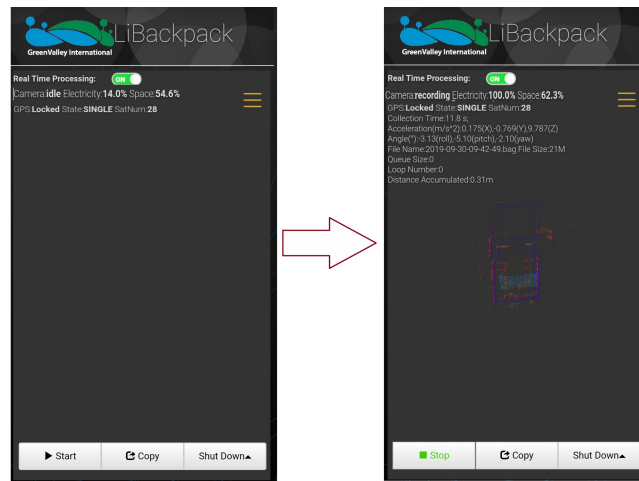 LiBackpack
GreenValley International
Real Time Processing: ON
Camera:idle Electricity:14.0% Space:54.6%
GPS:Locked State:SINGLE SatNum:28
Start Copy Shut Down
LiBackpack
GreenValley International
Real Time Processing: ON
Camera:recording Electricity:100.0% Space:62.3%
GPS:Locked State:SINGLE SatNum:28
Collection Time:11.8 s;
Acceleration(m/s^2):0.175(X),-0.769(Y),9.787(Z)
Angle(°):-3.13(roll),-5.10(pitch),-2.10(yaw)
File Name:2019-09-30-09-42-49.bag File Size:21M
Queue Size:0
Loop Number:0
Distance Accumulated:0.31m
Stop Copy Shut Down